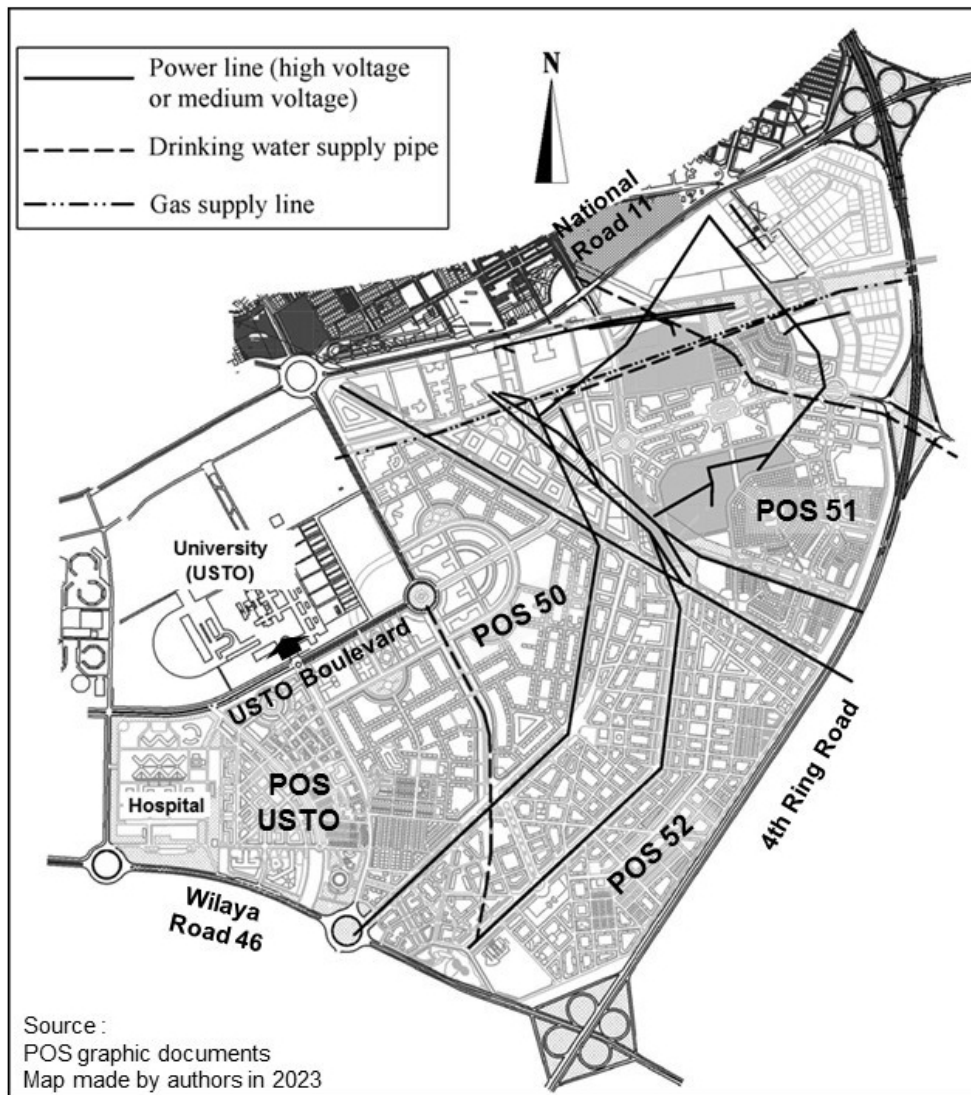 Power line (high voltage
or medium voltage)
Drinking water supply pipe
Gas supply line
N
National
Road 11
POS 51
University
(USTO)
POS 50
USTO Boulevard
POS
USTO
Hospital
4th Ring Road
POS 52
Wilaya
Road 46
Source :
POS graphic documents
Map made by authors in 2023